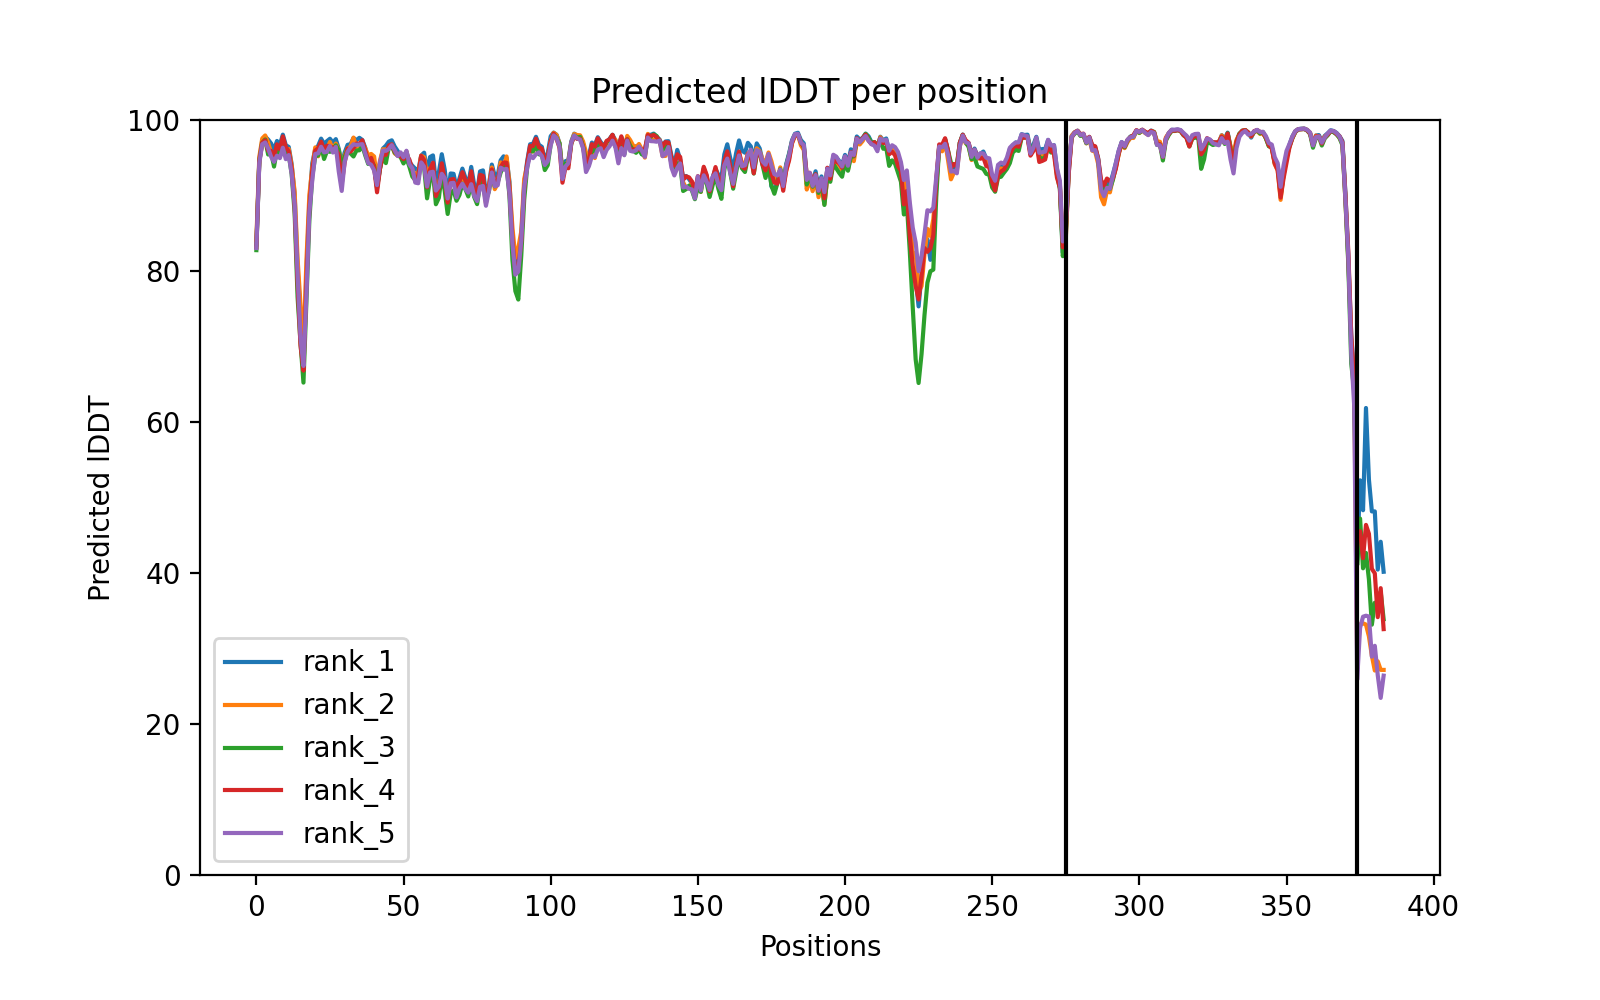 Predicted lDDT per position
100
80
60
40
20
0
Predicted lDDT
rank_1
rank_2
rank_3
rank_4
rank_5
0 50 100 150 200 250 300 350 400
Positions